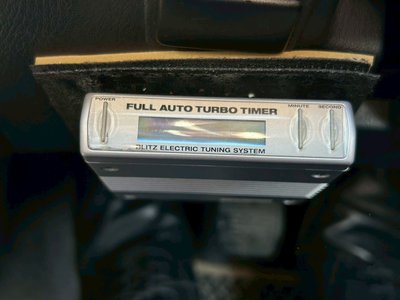 FULL AUTO TURBO TIMER
POWER
MINUTE
SECOND
BLITZ ELECTRIC TUNING SYSTEM